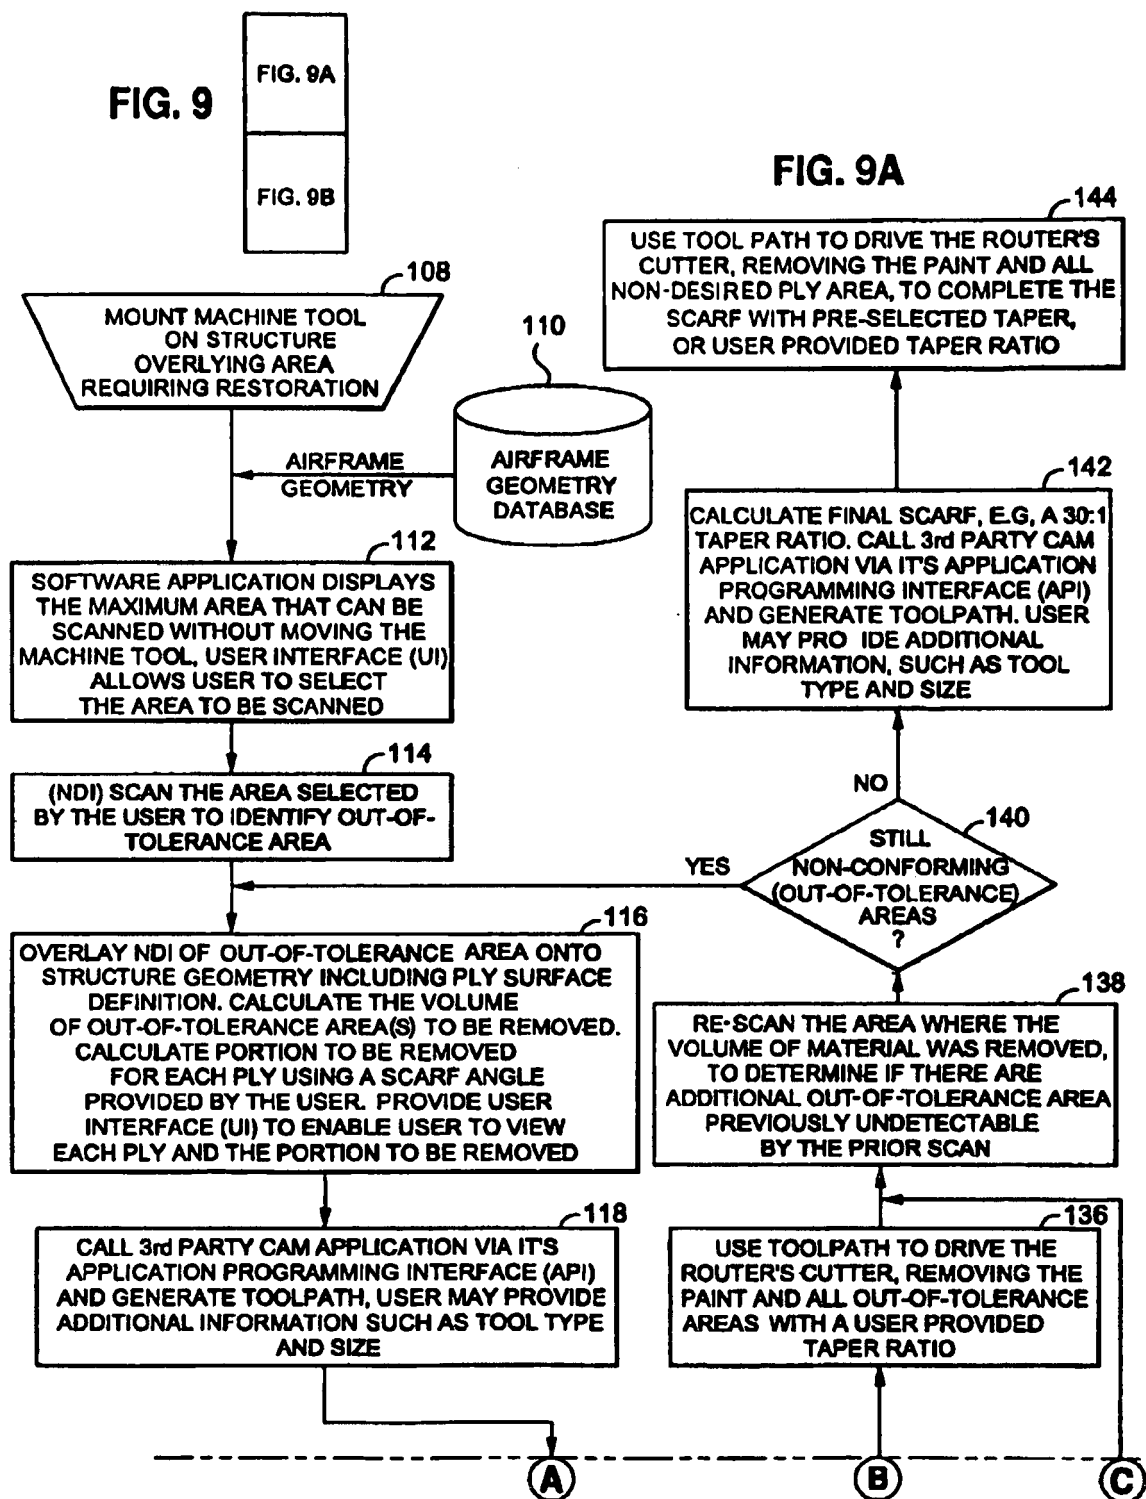 FIG. 9
FIG. 9A
FIG. 9B
FIG. 9A
108
MOUNT MACHINE TOOL
ON STRUCTURE
OVERLYING AREA
REQUIRING RESTORATION
110
AIRFRAME
GEOMETRY
DATABASE
AIRFRAME
GEOMETRY
112
SOFTWARE APPLICATION DISPLAYS
THE MAXIMUM AREA THAT CAN BE
SCANNED WITHOUT MOVING THE
MACHINE TOOL, USER INTERFACE (UI)
ALLOWS USER TO SELECT
THE AREA TO BE SCANNED
114
(NDI) SCAN THE AREA SELECTED
BY THE USER TO IDENTIFY OUT-OF-
TOLERANCE AREA
116
OVERLAY NDI OF OUT-OF-TOLERANCE AREA ONTO
STRUCTURE GEOMETRY INCLUDING PLY SURFACE
DEFINITION. CALCULATE THE VOLUME
OF OUT-OF-TOLERANCE AREA(S) TO BE REMOVED.
CALCULATE PORTION TO BE REMOVED
FOR EACH PLY USING A SCARF ANGLE
PROVIDED BY THE USER. PROVIDE USER
INTERFACE (UI) TO ENABLE USER TO VIEW
EACH PLY AND THE PORTION TO BE REMOVED
118
CALL 3rd PARTY CAM APPLICATION VIA IT'S
APPLICATION PROGRAMMING INTERFACE (API)
AND GENERATE TOOLPATH, USER MAY PROVIDE
ADDITIONAL INFORMATION SUCH AS TOOL TYPE
AND SIZE
A
144
USE TOOL PATH TO DRIVE THE ROUTER'S
CUTTER, REMOVING THE PAINT AND ALL
NON-DESIRED PLY AREA, TO COMPLETE THE
SCARF WITH PRE-SELECTED TAPER,
OR USER PROVIDED TAPER RATIO
142
CALCULATE FINAL SCARF, E.G, A 30:1
TAPER RATIO. CALL 3rd PARTY CAM
APPLICATION VIA IT'S APPLICATION
PROGRAMMING INTERFACE (API)
AND GENERATE TOOLPATH. USER
MAY PRO IDE ADDITIONAL
INFORMATION, SUCH AS TOOL
TYPE AND SIZE
NO
140
YES
STILL
NON-CONFORMING
(OUT-OF-TOLERANCE)
AREAS
?
138
RE-SCAN THE AREA WHERE THE
VOLUME OF MATERIAL WAS REMOVED,
TO DETERMINE IF THERE ARE
ADDITIONAL OUT-OF-TOLERANCE AREA
PREVIOUSLY UNDETECTABLE
BY THE PRIOR SCAN
136
USE TOOLPATH TO DRIVE THE
ROUTER'S CUTTER, REMOVING THE
PAINT AND ALL OUT-OF-TOLERANCE
AREAS WITH A USER PROVIDED
TAPER RATIO
B
C